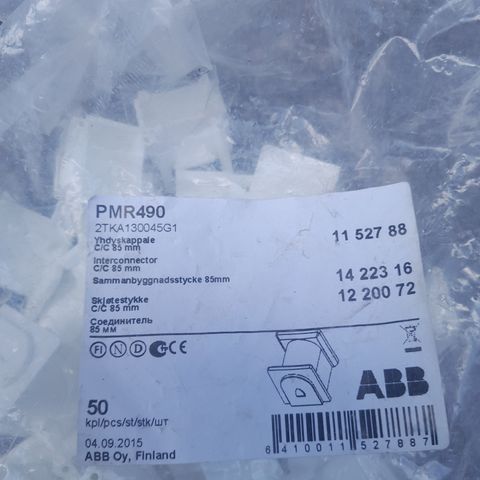 PMR490
2TKA130045G1
Yhdyskappale
C/C 85 mm
11 527 88
Interconnector
C/C 85 mm
Sammanbyggnadsstycke 85mm
14 223 16
Skjøtestykke
C/C 85 mm
12 200 72
Соединитель
85 мм
FI N D CE
ABB
50
kpl/pcs/st/stk/шт
04.09.2015
ABB Oy, Finland
6 410011 527887